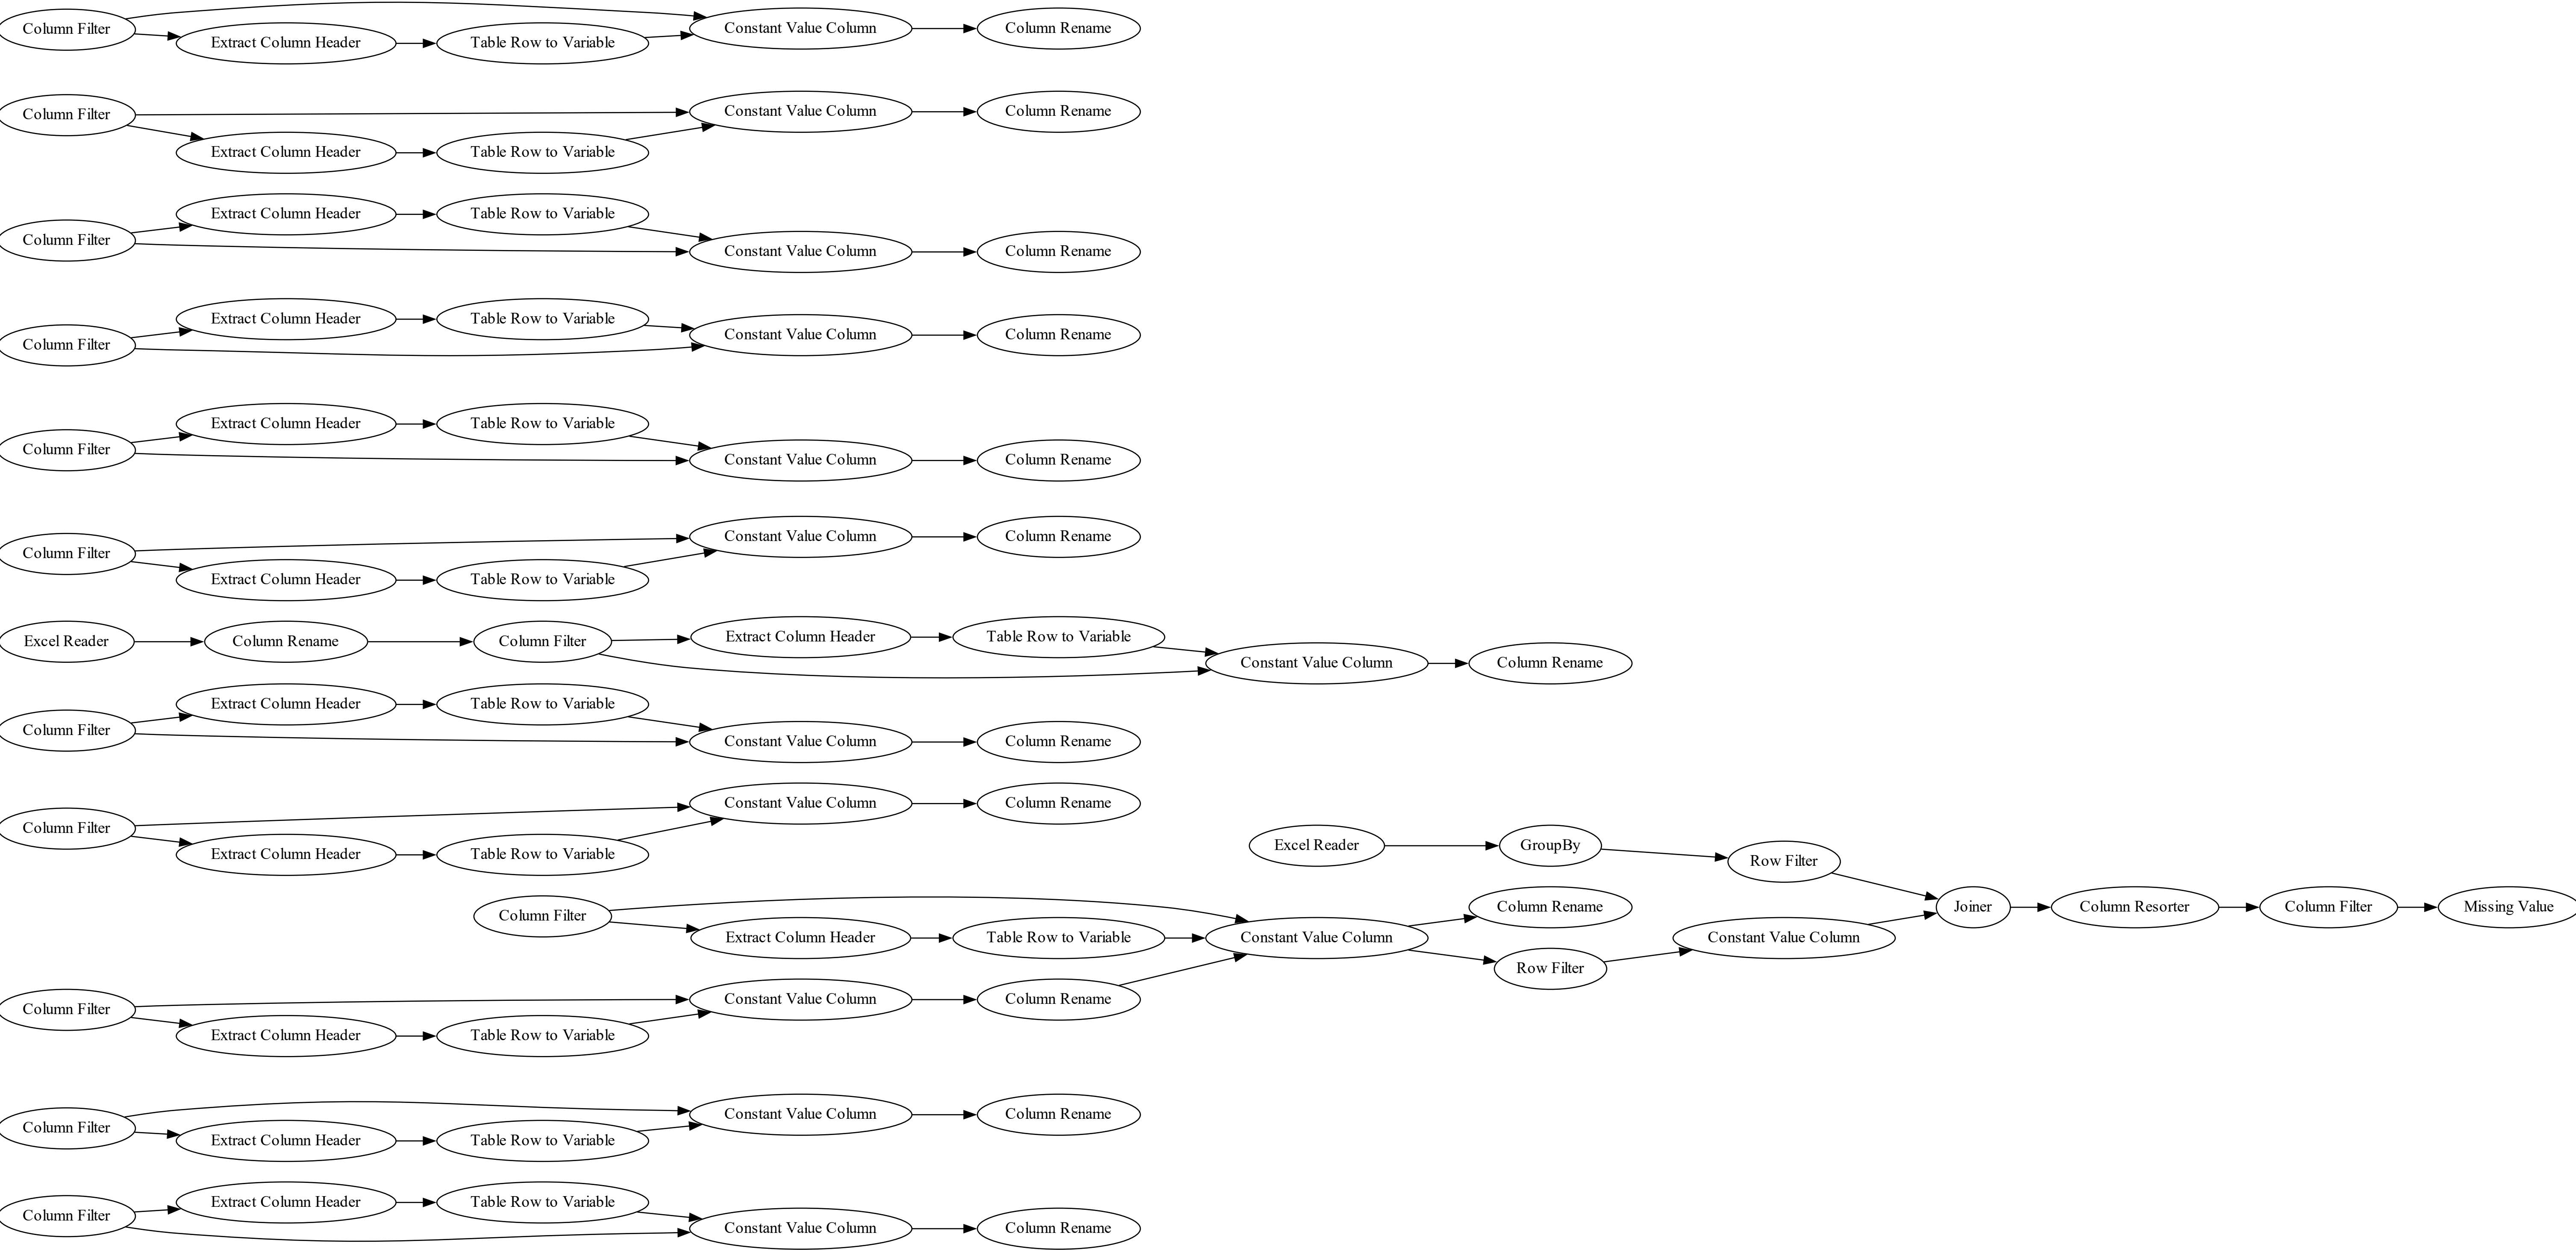 Column Filter
Extract Column Header
Table Row to Variable
Constant Value Column
Column Rename
Column Filter
Extract Column Header
Table Row to Variable
Constant Value Column
Column Rename
Column Filter
Extract Column Header
Table Row to Variable
Constant Value Column
Column Rename
Column Filter
Extract Column Header
Table Row to Variable
Constant Value Column
Column Rename
Column Filter
Extract Column Header
Table Row to Variable
Constant Value Column
Column Rename
Column Filter
Extract Column Header
Table Row to Variable
Constant Value Column
Column Rename
Excel Reader
Column Rename
Column Filter
Extract Column Header
Table Row to Variable
Constant Value Column
Column Rename
Column Filter
Extract Column Header
Table Row to Variable
Constant Value Column
Column Rename
Column Filter
Extract Column Header
Table Row to Variable
Constant Value Column
Column Rename
Excel Reader
GroupBy
Row Filter
Column Filter
Extract Column Header
Table Row to Variable
Constant Value Column
Column Rename
Row Filter
Constant Value Column
Joiner
Column Resorter
Column Filter
Missing Value
Column Filter
Extract Column Header
Table Row to Variable
Constant Value Column
Column Rename
Column Filter
Extract Column Header
Table Row to Variable
Constant Value Column
Column Rename
Column Filter
Extract Column Header
Table Row to Variable
Constant Value Column
Column Rename